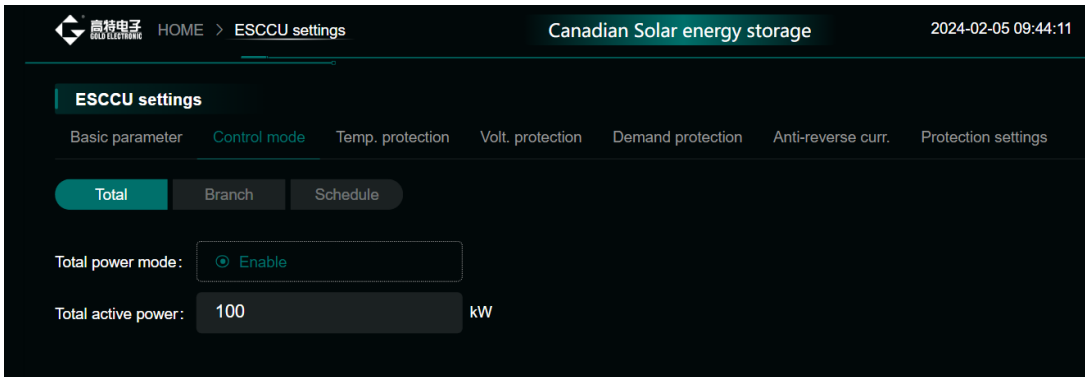 高特电子 HOME > ESCCU settings Canadian Solar energy storage 2024-02-05 09:44:11
GOLD ELECTRONIC
ESCCU settings
Basic parameter Control mode Temp. protection Volt. protection Demand protection Anti-reverse curr. Protection settings
Total Branch Schedule
Total power mode: Enable
Total active power: 100 kW